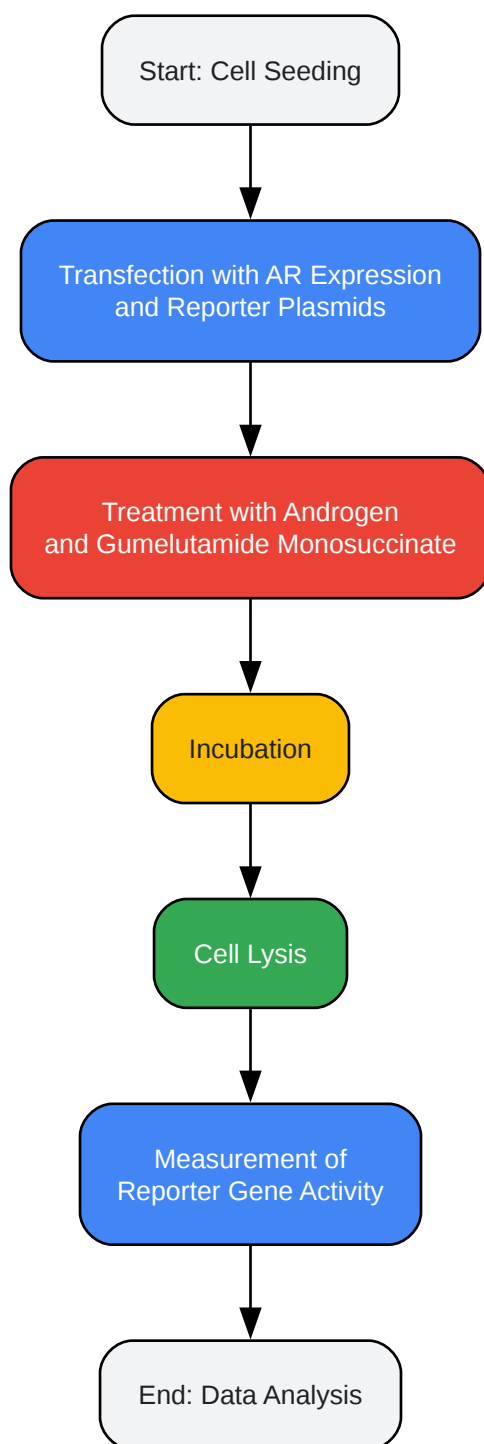 Start: Cell Seeding
Transfection with AR Expression
and Reporter Plasmids
Treatment with Androgen
and Gumelutamide Monosuccinate
Incubation
Cell Lysis
Measurement of
Reporter Gene Activity
End: Data Analysis